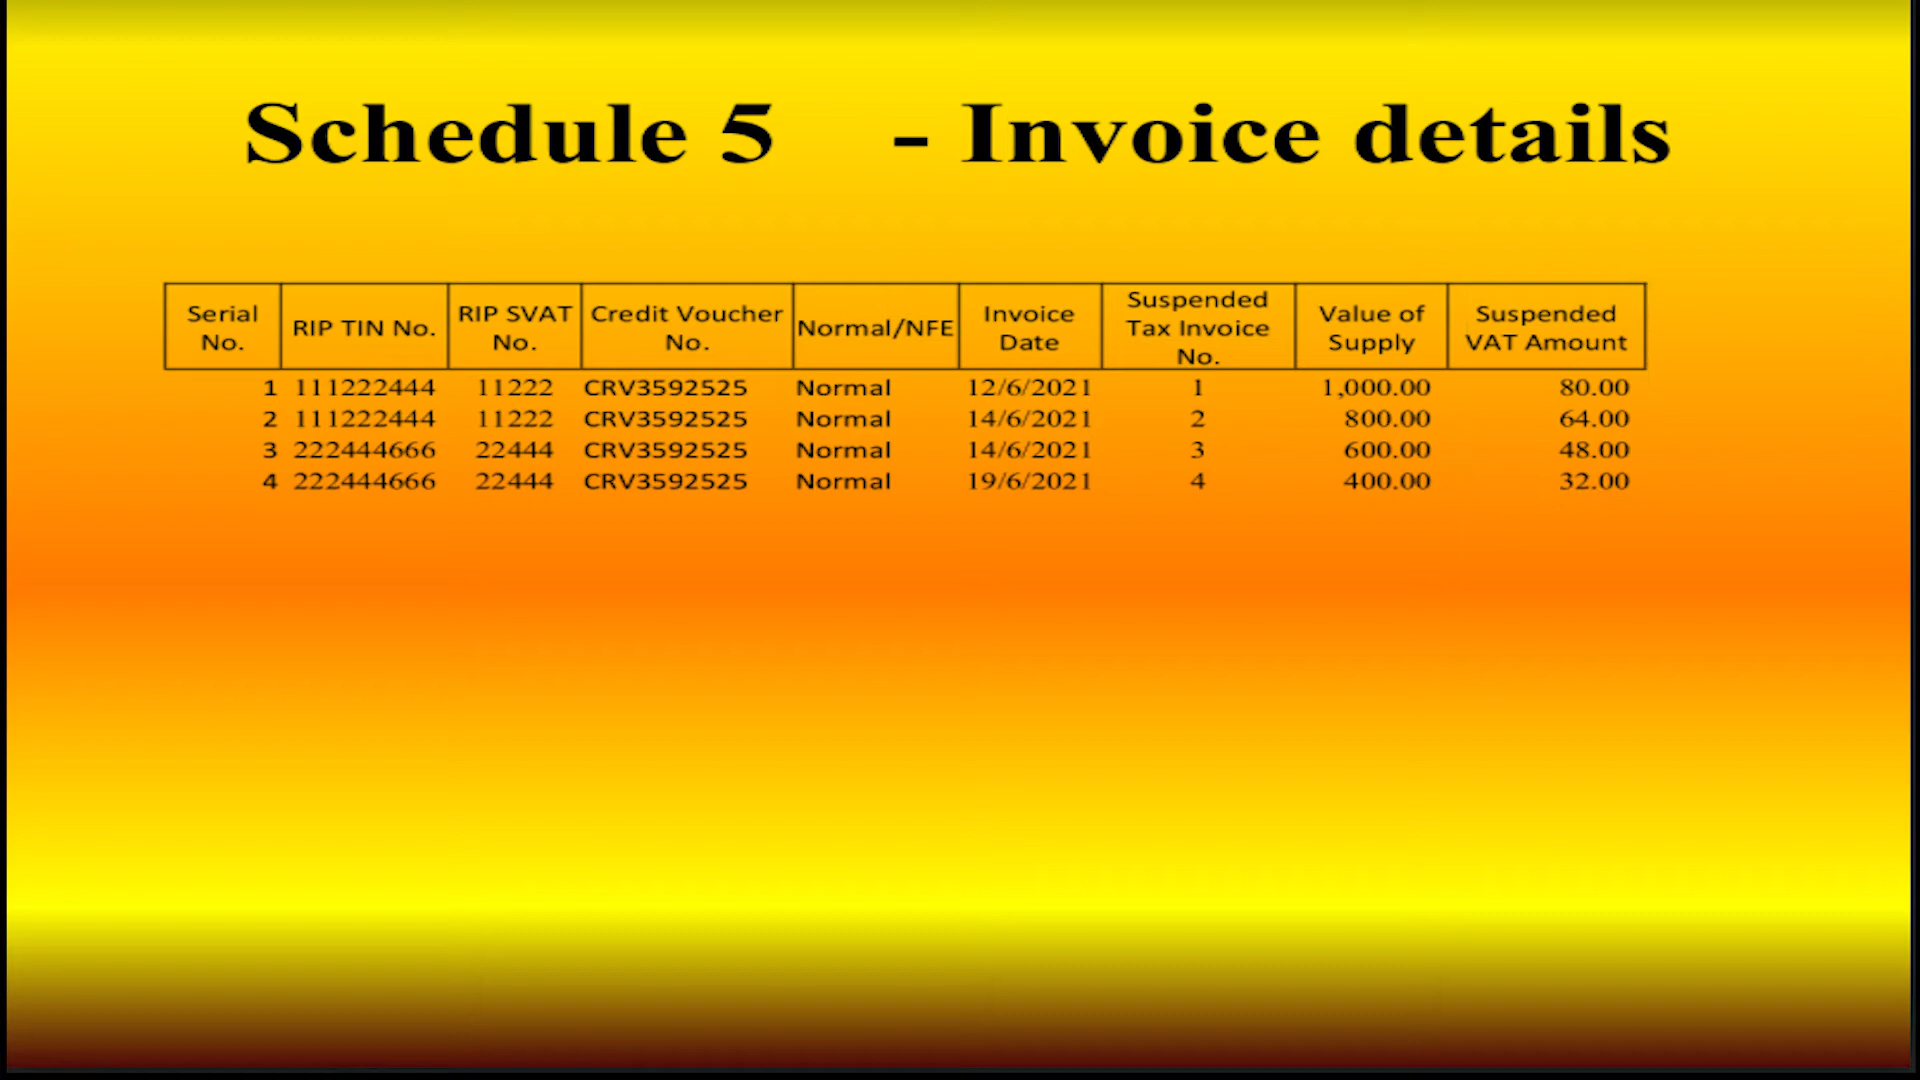 Schedule 5 - Invoice details
Serial No. RIP TIN No. RIP SVAT No. Credit Voucher No. Normal/NFE Invoice Date Suspended Tax Invoice No. Value of Supply Suspended VAT Amount
1 111222444 11222 CRV3592525 Normal 12/6/2021 1 1,000.00 80.00
2 111222444 11222 CRV3592525 Normal 14/6/2021 2 800.00 64.00
3 222444666 22444 CRV3592525 Normal 14/6/2021 3 600.00 48.00
4 222444666 22444 CRV3592525 Normal 19/6/2021 4 400.00 32.00